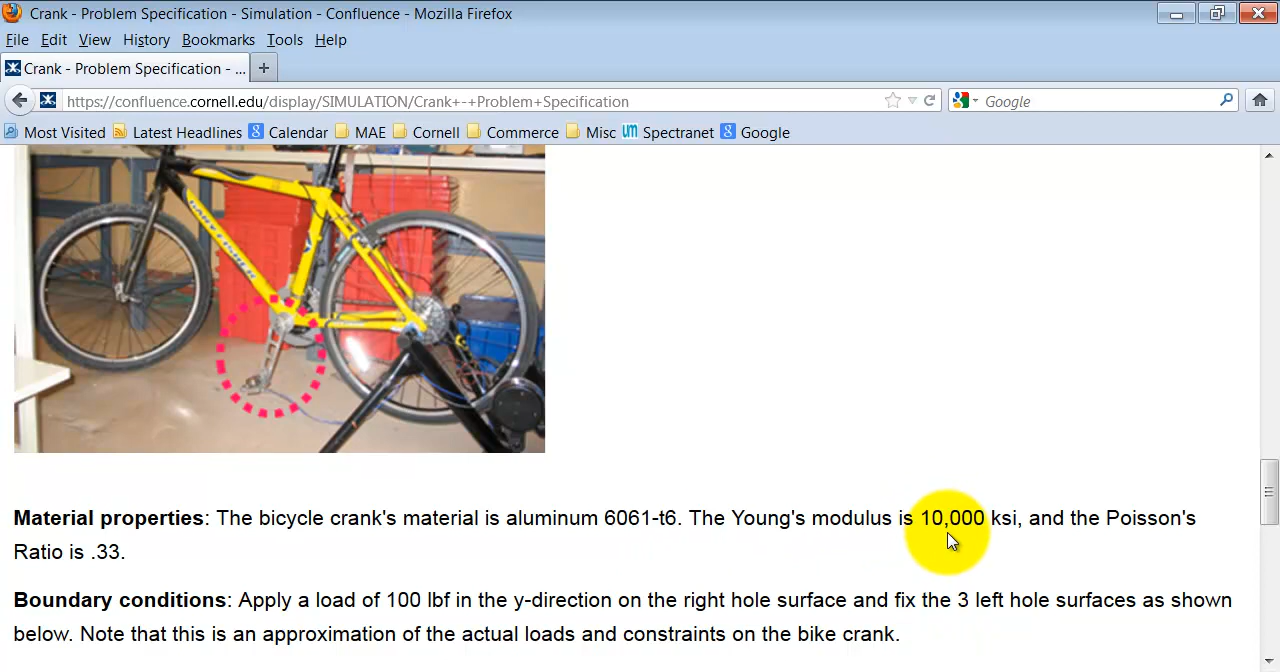 Crank - Problem Specification - Simulation - Confluence - Mozilla Firefox
File Edit View History Bookmarks Tools Help
Crank - Problem Specification - ... +
https://confluence.cornell.edu/display/SIMULATION/Crank+-+Problem+Specification Google
Most Visited Latest Headlines 8 Calendar MAE Cornell Commerce Misc um Spectranet 8 Google
GARY FISHER
Material properties: The bicycle crank's material is aluminum 6061-t6. The Young's modulus is 10,000 ksi, and the Poisson's
Ratio is .33.
Boundary conditions: Apply a load of 100 lbf in the y-direction on the right hole surface and fix the 3 left hole surfaces as shown
below. Note that this is an approximation of the actual loads and constraints on the bike crank.